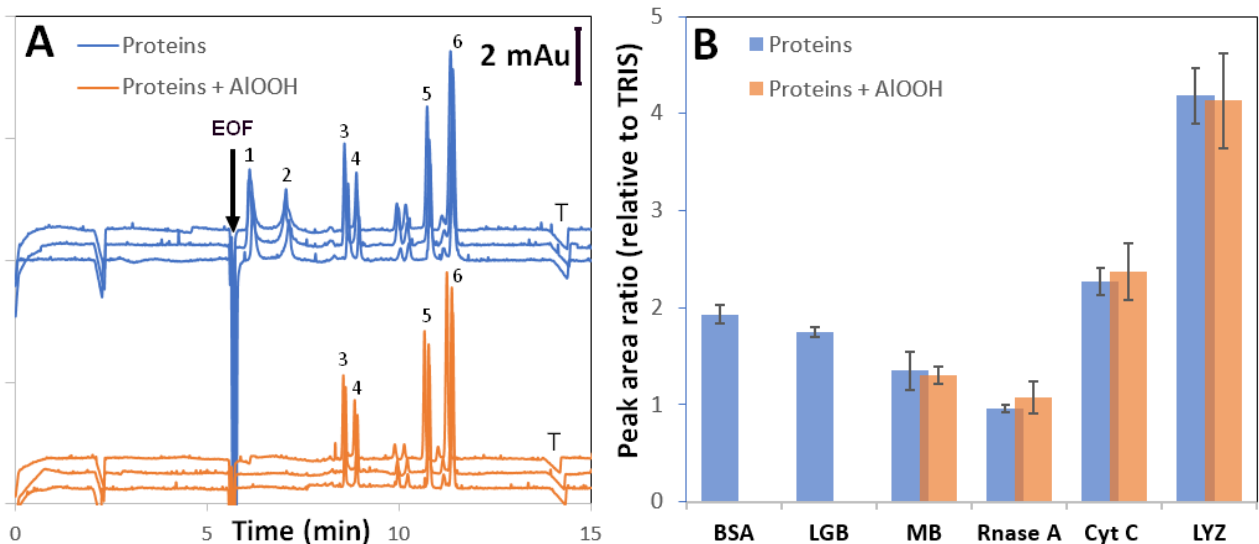 A
Proteins
Proteins + AlOOH
2 mAu
EOF
1
2
3
4
5
6
T
3
4
5
6
T
0
5
10
15
Time (min)
B
Proteins
Proteins + AlOOH
Peak area ratio (relative to TRIS)
5
4
3
2
1
0
BSA
LGB
MB
Rnase A
Cyt C
LYZ